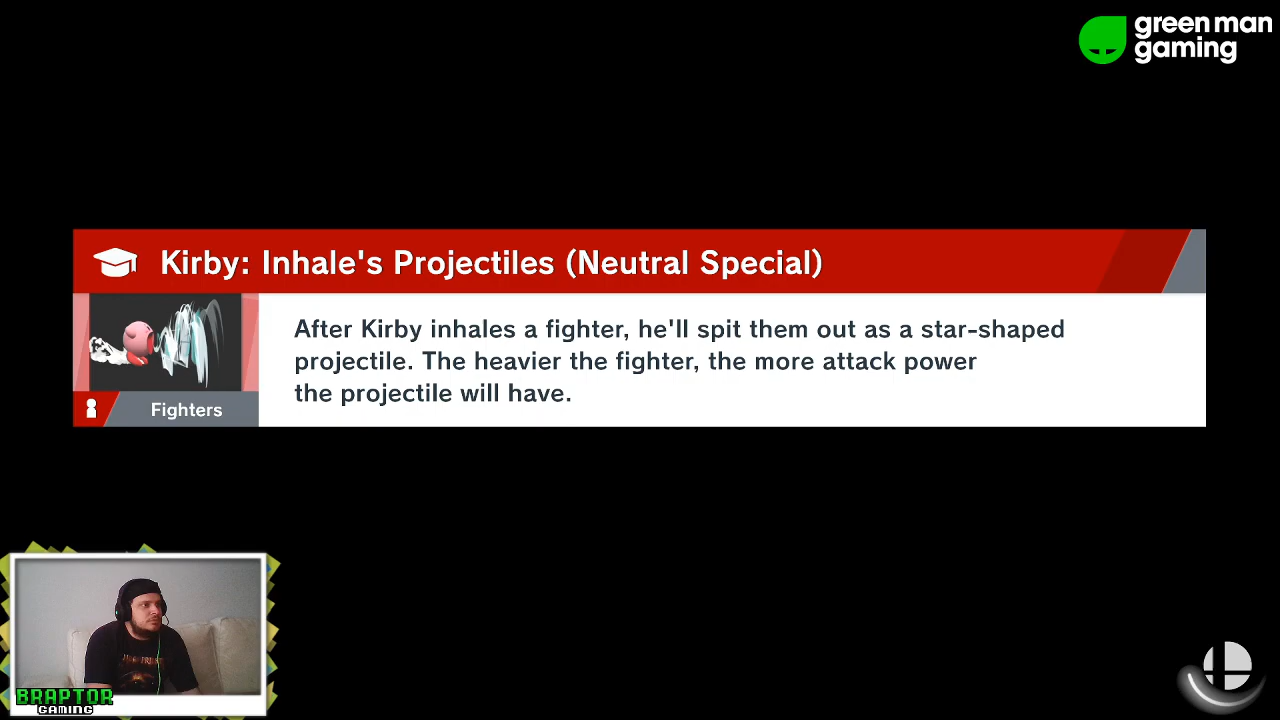 green man
gaming
Kirby: Inhale's Projectiles (Neutral Special)
After Kirby inhales a fighter, he'll spit them out as a star-shaped
projectile. The heavier the fighter, the more attack power
the projectile will have.
Fighters
BRAPTOR
GAMING